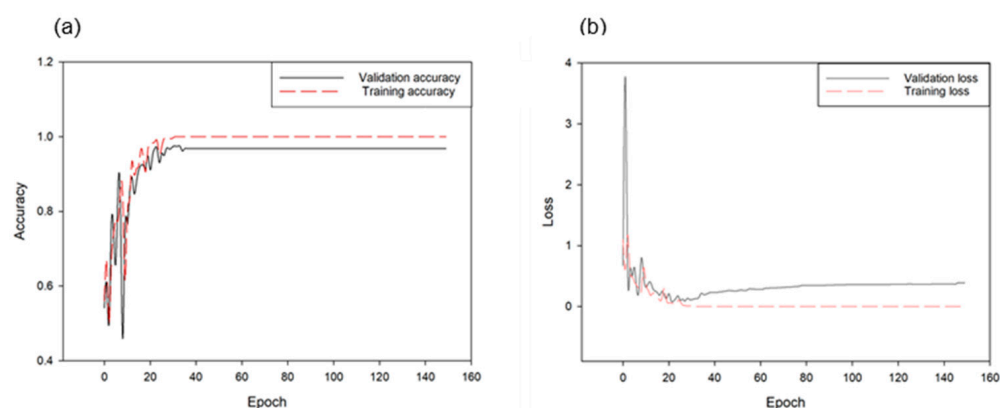 (a)
1.2
1.0
0.8
0.6
0.4
Accuracy
Validation accuracy
Training accuracy
0 20 40 60 80 100 120 140 160
Epoch
(b)
4
3
2
1
0
Loss
Validation loss
Training loss
0 20 40 60 80 100 120 140 160
Epoch